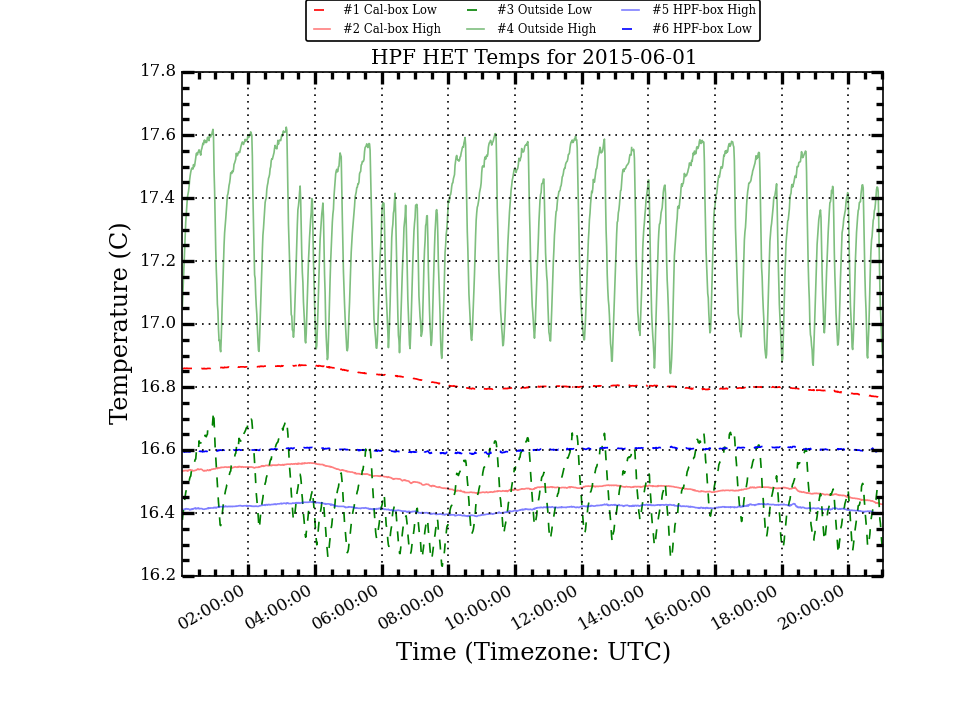 #1 Cal-box Low #3 Outside Low #5 HPF-box High
#2 Cal-box High #4 Outside High #6 HPF-box Low
HPF HET Temps for 2015-06-01
17.8
17.6
17.4
17.2
17.0
16.8
16.6
16.4
16.2
Temperature (C)
02:00:00 04:00:00 06:00:00 08:00:00 10:00:00 12:00:00 14:00:00 16:00:00 18:00:00 20:00:00
Time (Timezone: UTC)